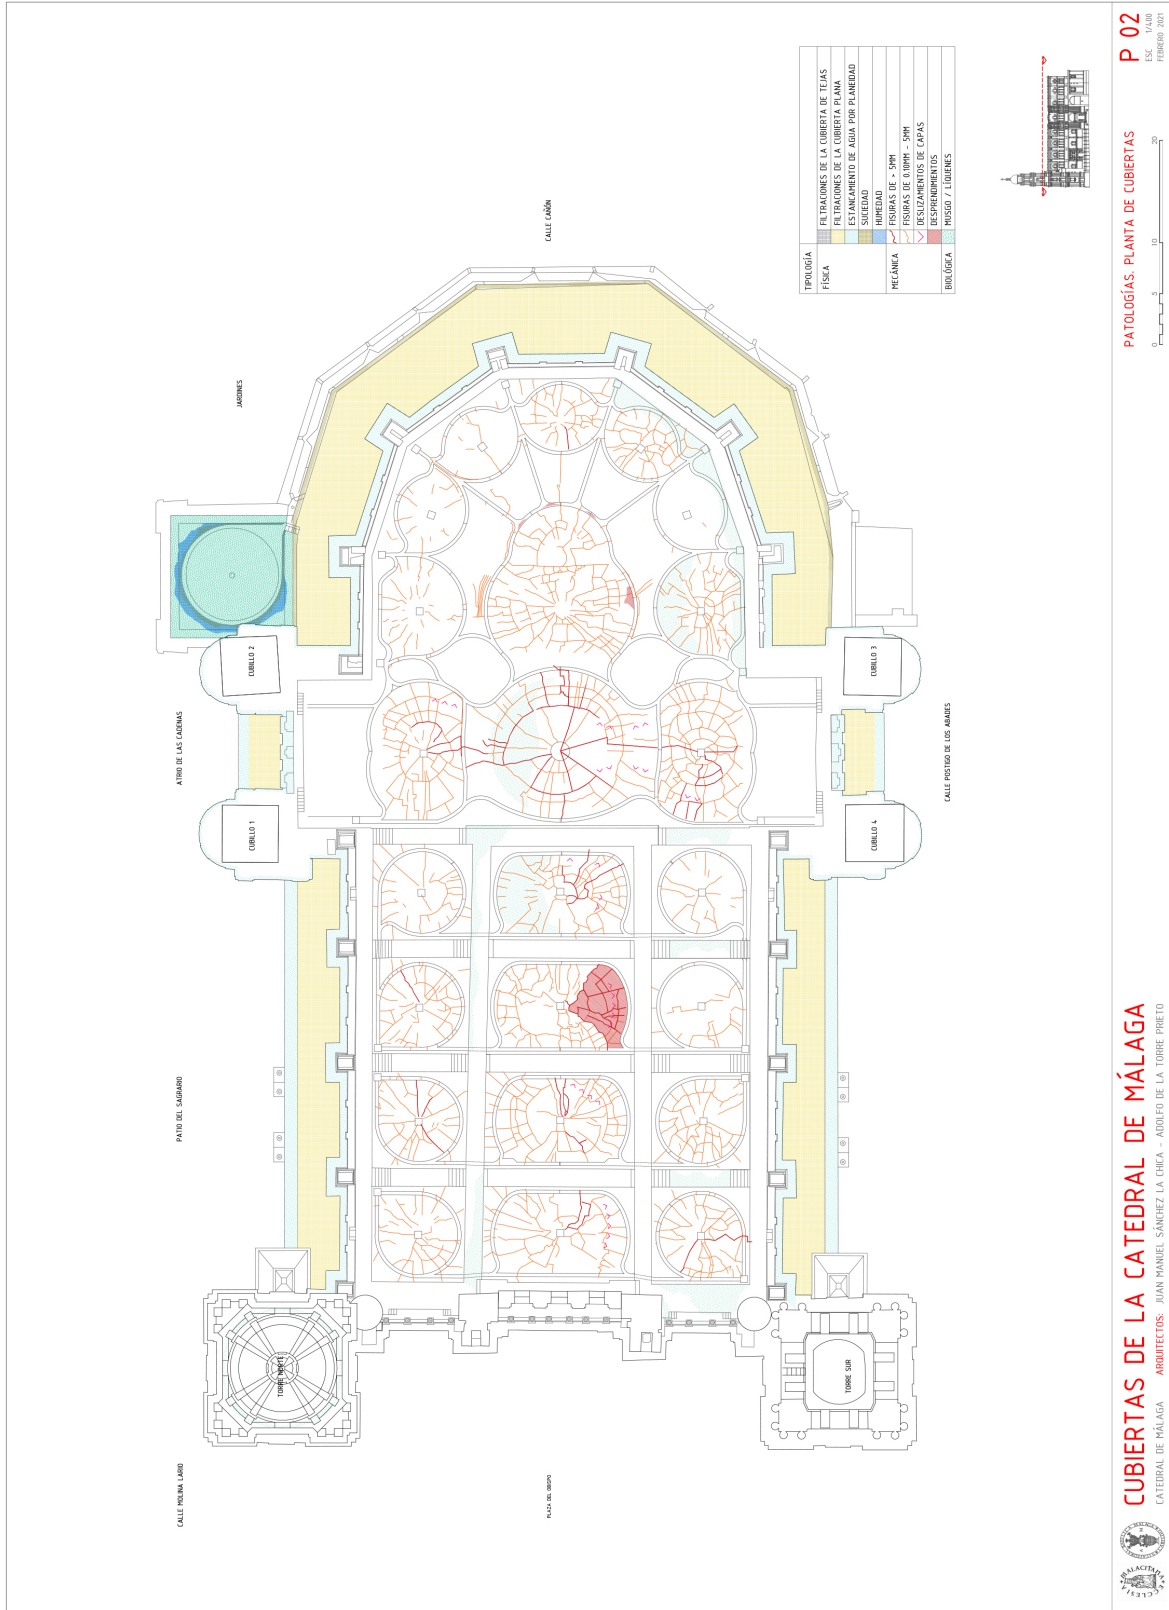 CUBIERTAS DE LA CATEDRAL DE MÁLAGA
CATEDRAL DE MÁLAGA
ARQUITECTOS: JUAN MANUEL SÁNCHEZ LA CHICA - ADOLFO DE LA TORRE PRIETO
PATOLOGÍAS. PLANTA DE CUBIERTAS
0 5 10 20
P 02
ESC 1/400
FEBRERO 2021
TIPOLOGÍA
FÍSICA
FILTRACIONES DE LA CUBIERTA DE TEJAS
FILTRACIONES DE LA CUBIERTA PLANA
ESTANCAMIENTO DE AGUA POR PLANEIDAD
SUCIEDAD
HUMEDAD
MECÁNICA
FISURAS DE > 5MM
FISURAS DE 0,10MM - 5MM
DESLIZAMIENTOS DE CAPAS
DESPRENDIMIENTOS
BIOLÓGICA
MUSGO / LÍQUENES
CALLE MOLINA LARIO
PATIO DEL SAGRARIO
ATRIO DE LAS CADENAS
JARDINES
TORRE NORTE
CUBILLO 1
CUBILLO 2
PLAZA DEL OBISPO
CALLE CAÑÓN
TORRE SUR
CUBILLO 4
CUBILLO 3
CALLE POSTIGO DE LOS ABADES